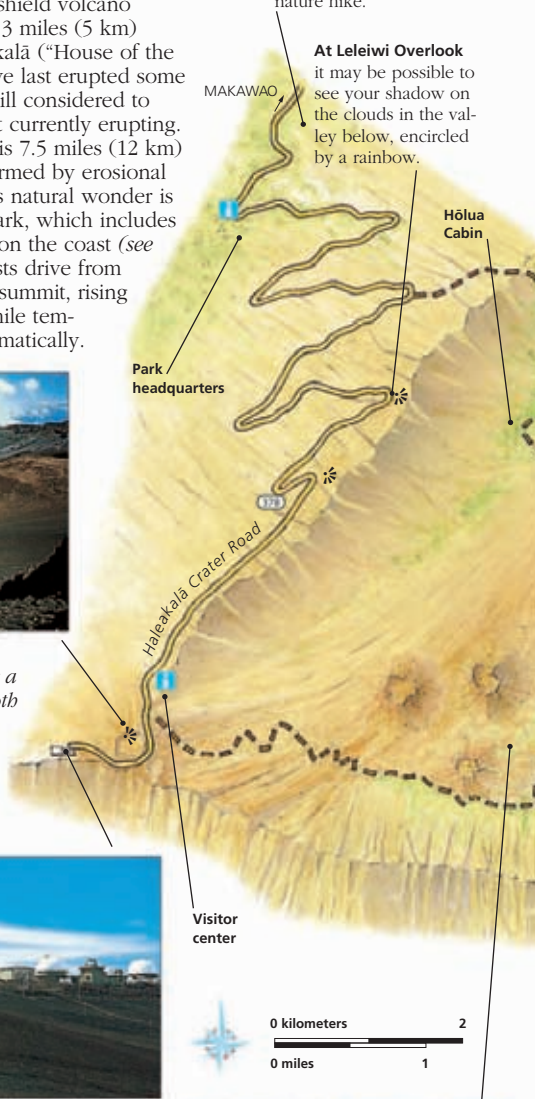 shield volcano
3 miles (5 km)
kalā (“House of the
ve last erupted some
ill considered to
t currently erupting.
is 7.5 miles (12 km)
rmed by erosional
s natural wonder is
ark, which includes
on the coast (see
sts drive from
summit, rising
ile tem-
matically.
nature hike.
At Leleiwi Overlook
it may be possible to
see your shadow on
the clouds in the val-
ley below, encircled
by a rainbow.
MAKAWAO
Hōlua
Cabin
Park
headquarters
378
Haleakalā Crater Road
a
oth
Visitor
center
0 kilometers 2
0 miles 1